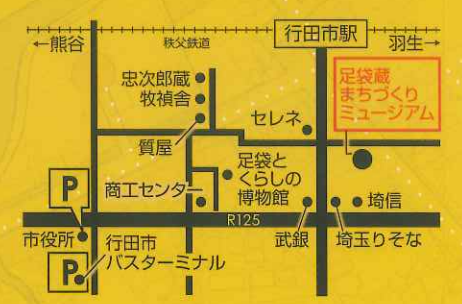 行田市駅
←熊谷
秩父鉄道
羽生→
忠次郎蔵
牧禎舎
足袋蔵
まちづくり
ミュージアム
セレネ
質屋
足袋と
くらしの
博物館
P
商工センター
埼信
R125
市役所
行田市
バスターミナル
武銀
埼玉りそな
P